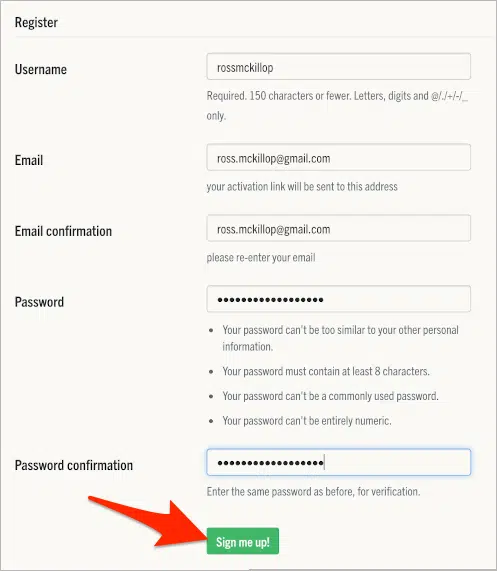 Register
Username
rossmckillop
Required. 150 characters or fewer. Letters, digits and @/./+/-/_
only.
Email
ross.mckillop@gmail.com
your activation link will be sent to this address
Email confirmation
ross.mckillop@gmail.com
please re-enter your email
Password
••••••••••••••••••
• Your password can't be too similar to your other personal
information.
• Your password must contain at least 8 characters.
• Your password can't be a commonly used password.
• Your password can't be entirely numeric.
Password confirmation
••••••••••••••••••
Enter the same password as before, for verification.
Sign me up!